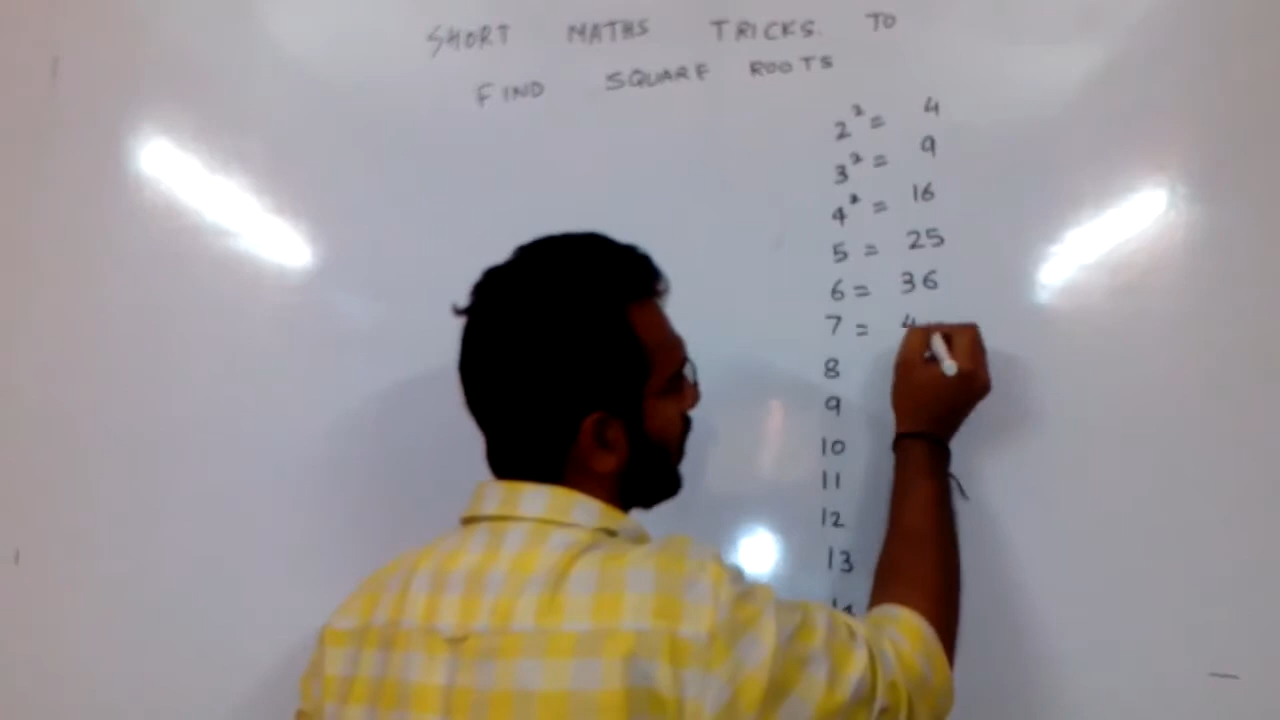 SHORT MATHS TRICKS TO
FIND SQUARE ROOTS
2² = 4
3² = 9
4² = 16
5 = 25
6 = 36
7 = 4
8
9
10
11
12
13